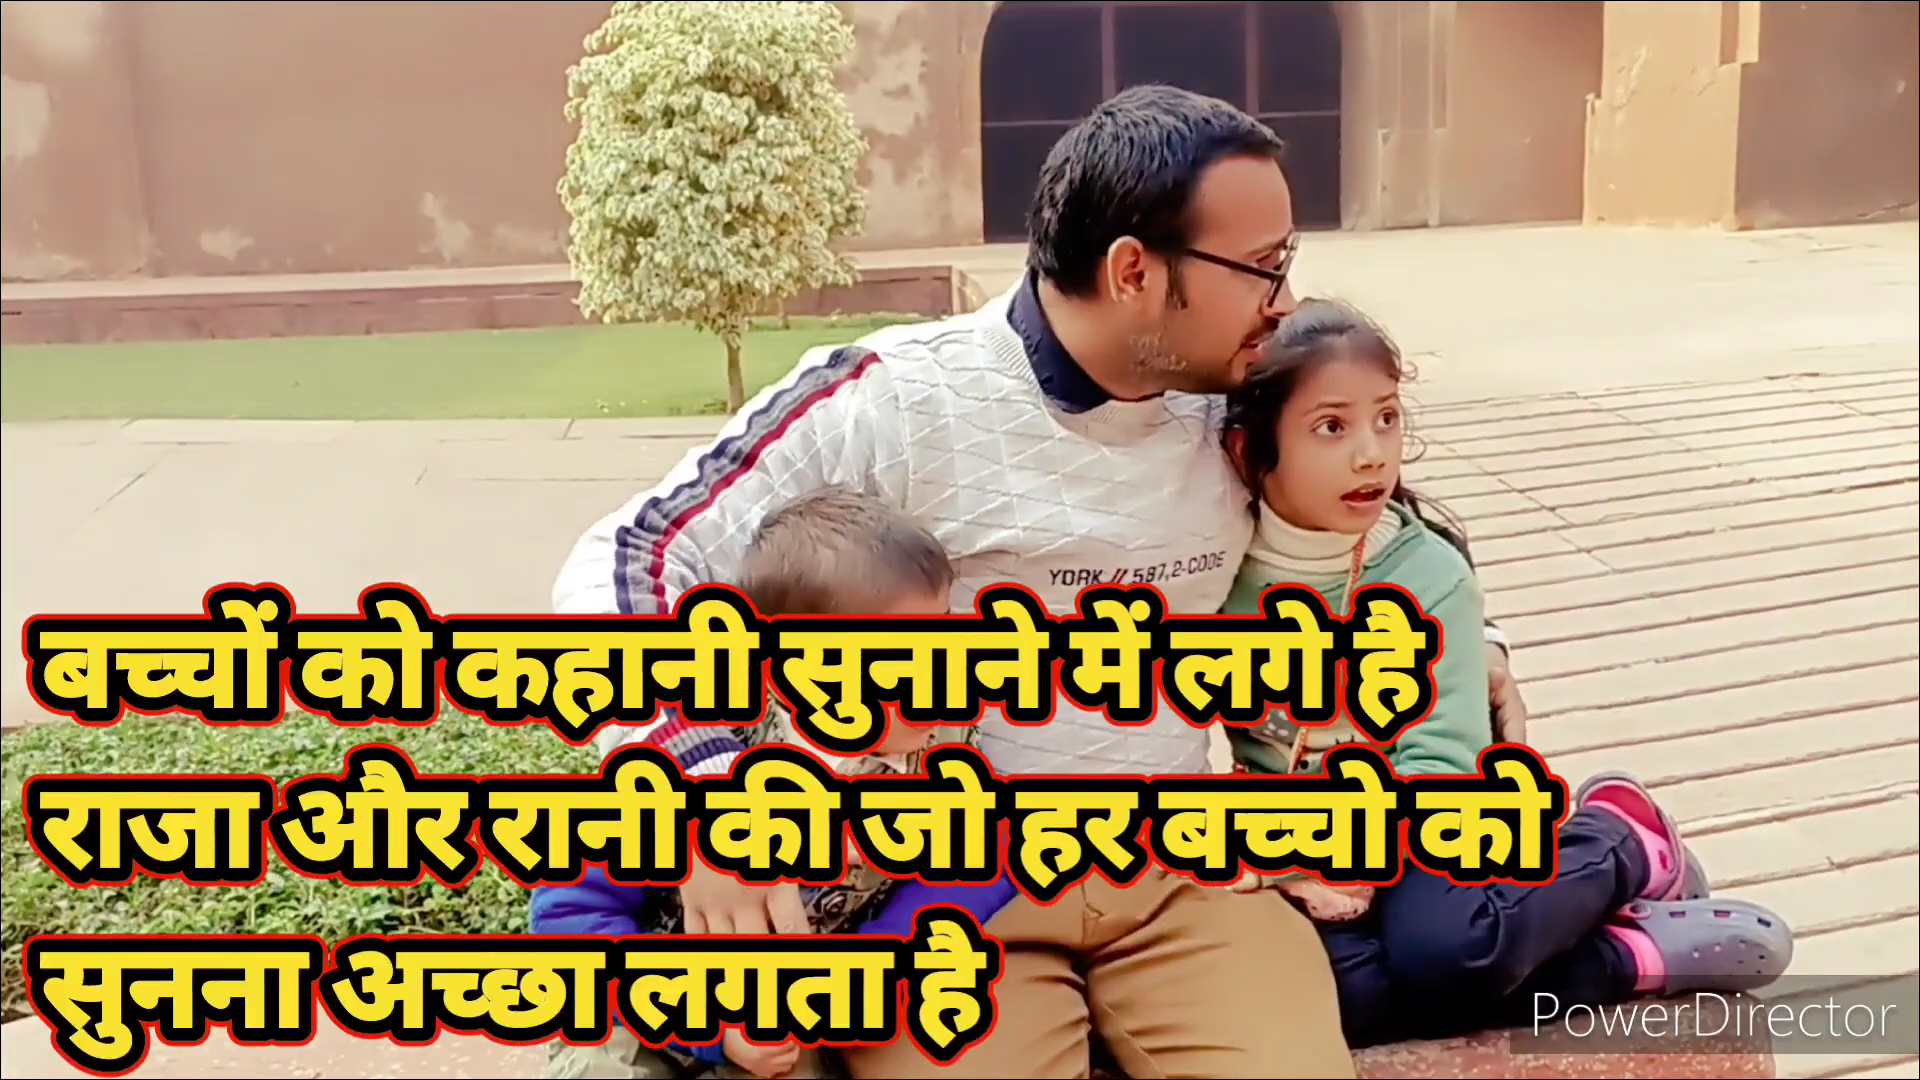 YORK // 587,2-CODE
बच्चों को कहानी सुनाने में लगे है
राजा और रानी की जो हर बच्चो को
सुनना अच्छा लगता है
PowerDirector